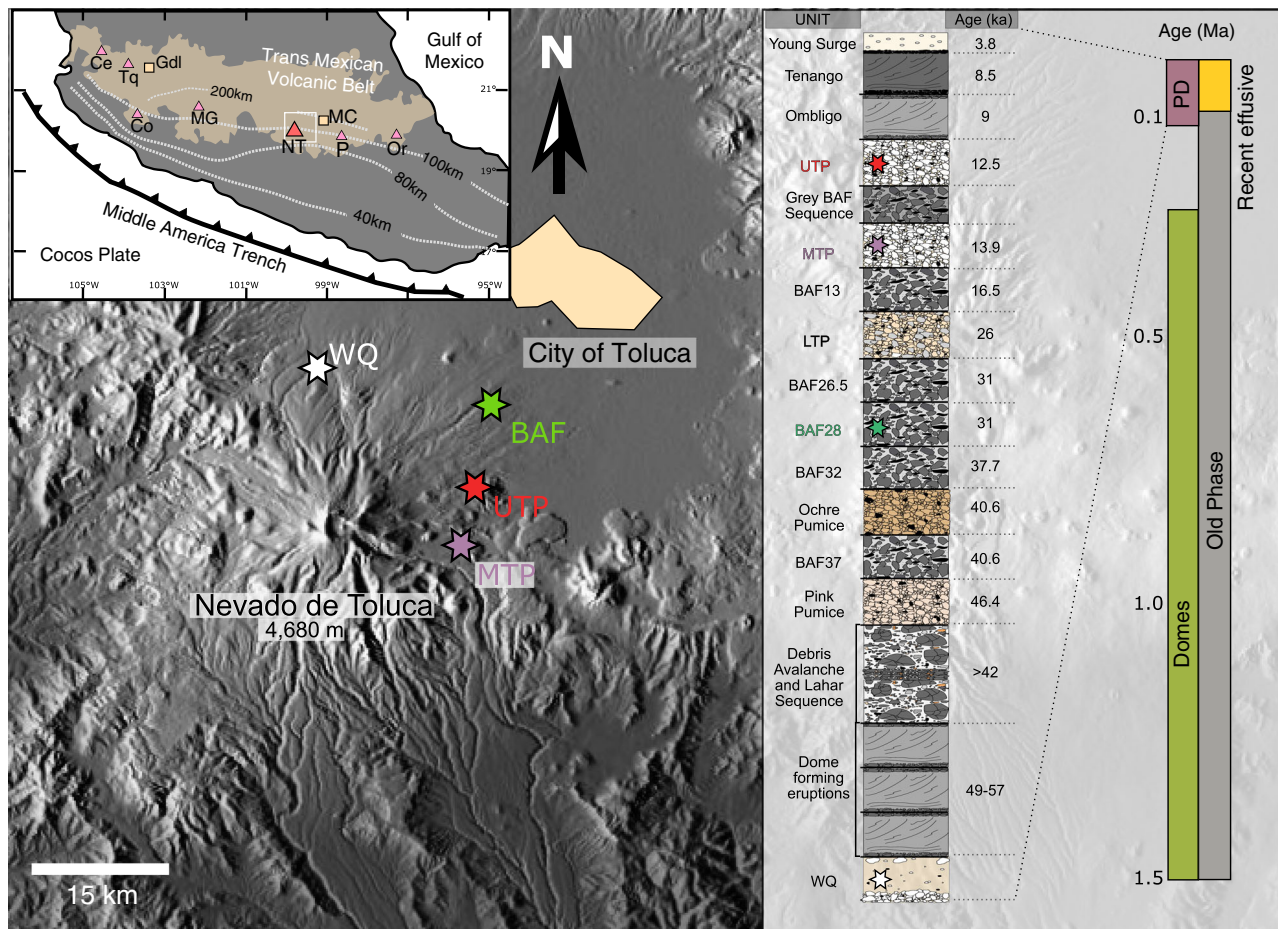 Trans Mexican
Volcanic Belt
Gulf of
Mexico
Ce
Tq
Gdl
200km
Co
MG
MC
NT
P
Or
100km
80km
40km
21°
19°
17°
Middle America Trench
Cocos Plate
105°W
103°W
101°W
99°W
95°W
N
City of Toluca
WQ
BAF
UTP
MTP
Nevado de Toluca
4,680 m
15 km
UNIT Age (ka)
Young Surge 3.8
Tenango 8.5
Ombligo 9
UTP 12.5
Grey BAF
Sequence
MTP 13.9
BAF13 16.5
LTP 26
BAF26.5 31
BAF28 31
BAF32 37.7
Ochre
Pumice 40.6
BAF37 40.6
Pink
Pumice 46.4
Debris
Avalanche
and Lahar
Sequence
>42
Dome
forming
eruptions
49-57
WQ
Age (Ma)
PD
0.1
0.5
1.0
1.5
Domes
Old Phase
Recent effusive